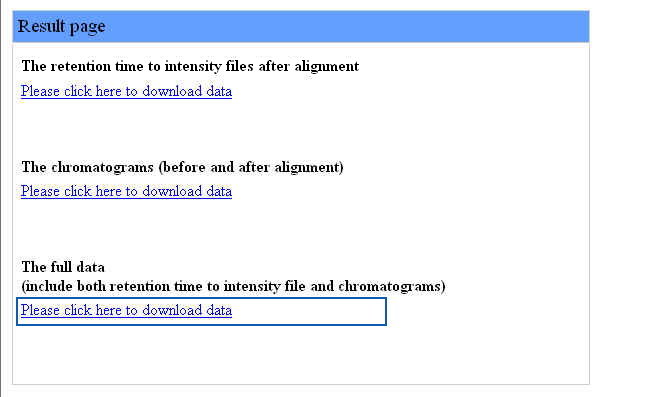 Result page
The retention time to intensity files after alignment
Please click here to download data
The chromatograms (before and after alignment)
Please click here to download data
The full data
(include both retention time to intensity file and chromatograms)
Please click here to download data